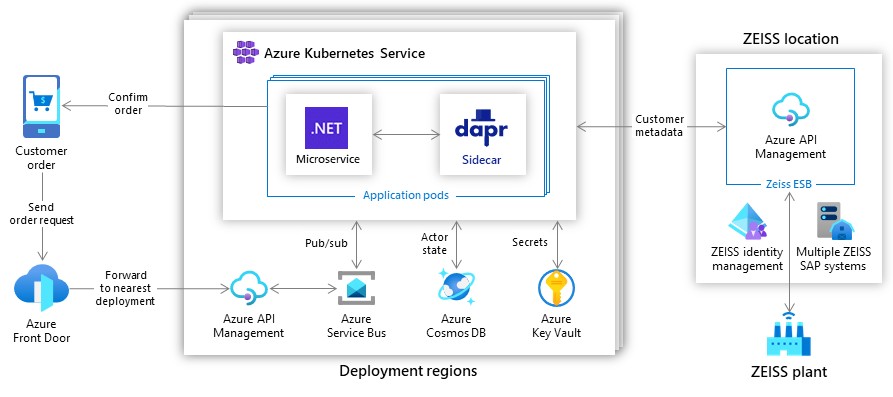 ZEISS location
Azure Kubernetes Service
$
.NET
Microservice
dapr
Sidecar
Application pods
Confirm
order
Customer
order
Send
order request
Customer
metadata
Azure API
Management
Zeiss ESB
ZEISS identity
management
Multiple ZEISS
SAP systems
Pub/sub
Actor
state
Secrets
Forward
to nearest
deployment
Azure
Front Door
Azure API
Management
Azure
Service Bus
Azure
Cosmos DB
Azure
Key Vault
Deployment regions
ZEISS plant